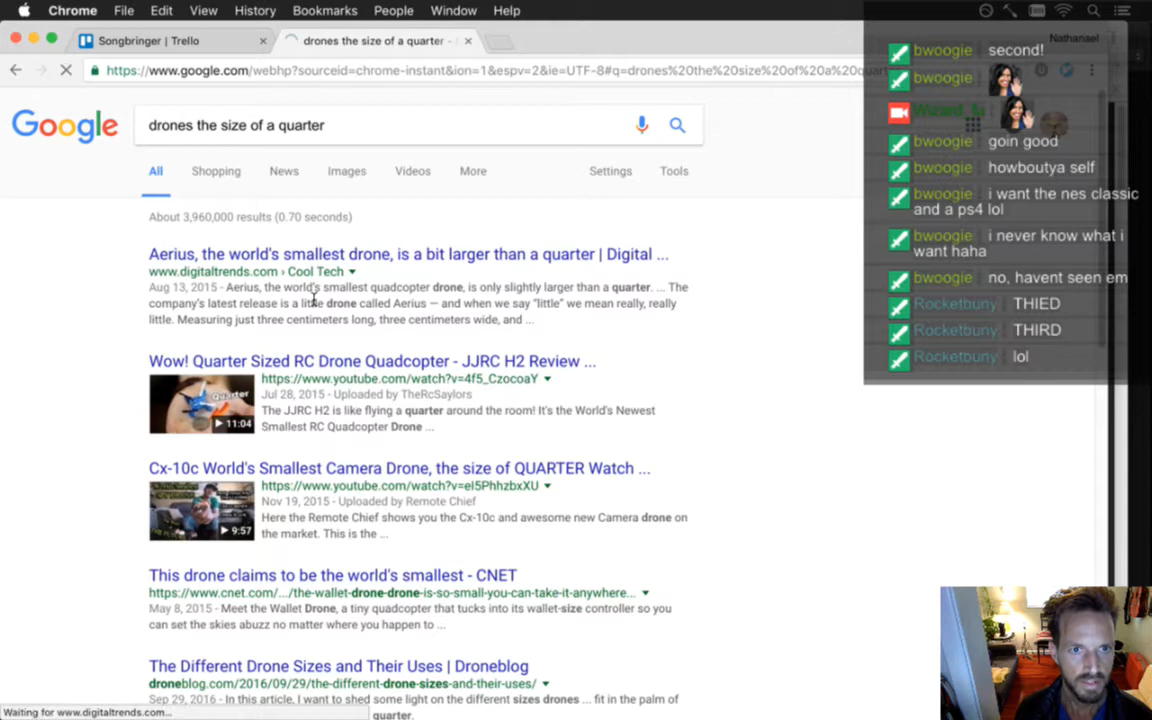 Chrome File Edit View History Bookmarks People Window Help
Songbringer | Trello
drones the size of a quarter -
Nathanael
https://www.google.com/webhp?sourceid=chrome-instant&ion=1&espv=2&ie=UTF-8#q=drones%20the%20size%20of%20a%20quart
Google
drones the size of a quarter
All Shopping News Images Videos More Settings Tools
About 3,960,000 results (0.70 seconds)
Aerius, the world's smallest drone, is a bit larger than a quarter | Digital ...
www.digitaltrends.com › Cool Tech
Aug 13, 2015 - Aerius, the world's smallest quadcopter drone, is only slightly larger than a quarter. ... The
company's latest release is a little drone called Aerius — and when we say “little” we mean really, really
little. Measuring just three centimeters long, three centimeters wide, and ...
Wow! Quarter Sized RC Drone Quadcopter - JJRC H2 Review ...
https://www.youtube.com/watch?v=4f5_CzocoaY
Jul 28, 2015 - Uploaded by TheRcSaylors
The JJRC H2 is like flying a quarter around the room! It's the World's Newest
Smallest RC Quadcopter Drone ...
Quarter
11:04
Cx-10c World's Smallest Camera Drone, the size of QUARTER Watch ...
https://www.youtube.com/watch?v=el5PhhzbxXU
Nov 19, 2015 - Uploaded by Remote Chief
Here the Remote Chief shows you the Cx-10c and awesome new Camera drone on
the market. This is the ...
9:57
This drone claims to be the world's smallest - CNET
https://www.cnet.com/.../the-wallet-drone-drone-is-so-small-you-can-take-it-anywhere...
May 8, 2015 - Meet the Wallet Drone, a tiny quadcopter that tucks into its wallet-size controller so you
can set the skies abuzz no matter where you happen to ...
The Different Drone Sizes and Their Uses | Droneblog
droneblog.com/2016/09/29/the-different-drone-sizes-and-their-uses/
Sep 29, 2016 - In this article, I want to shed some light on the different sizes drones ... fit in the palm of
quarter.
Waiting for www.digitaltrends.com...
bwoogie second!
bwoogie
bwoogie goin good
bwoogie howboutya self
bwoogie i want the nes classic
and a ps4 lol
bwoogie i never know what i
want haha
bwoogie no, havent seen em
Rocketbuny THIED
Rocketbuny THIRD
Rocketbuny lol